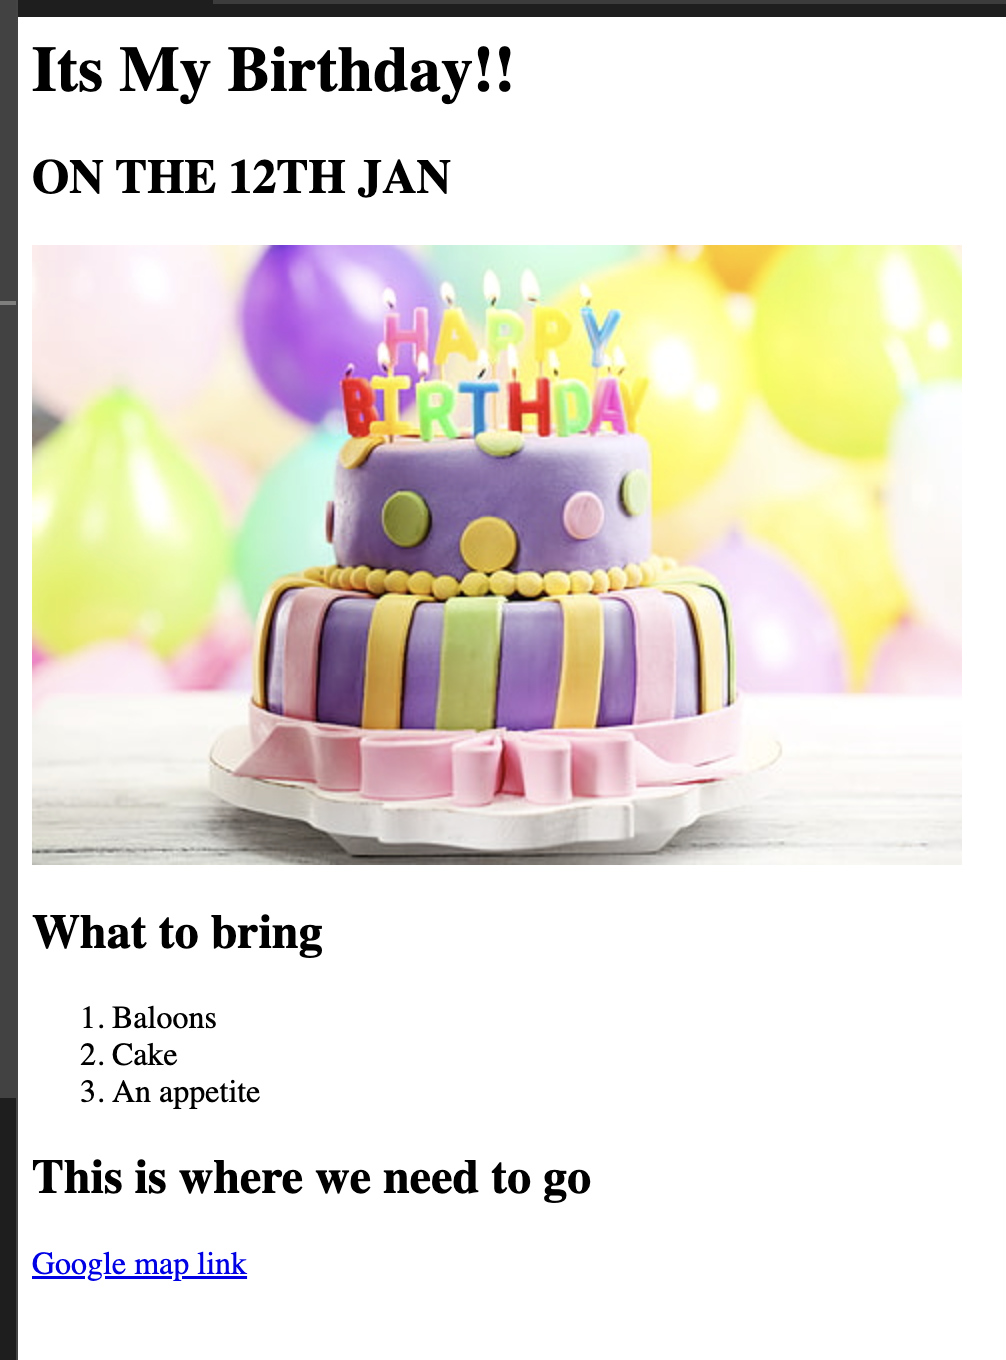 Its My Birthday!!
ON THE 12TH JAN
HAPPY
BIRTHDAY
What to bring
1. Baloons
2. Cake
3. An appetite
This is where we need to go
Google map link